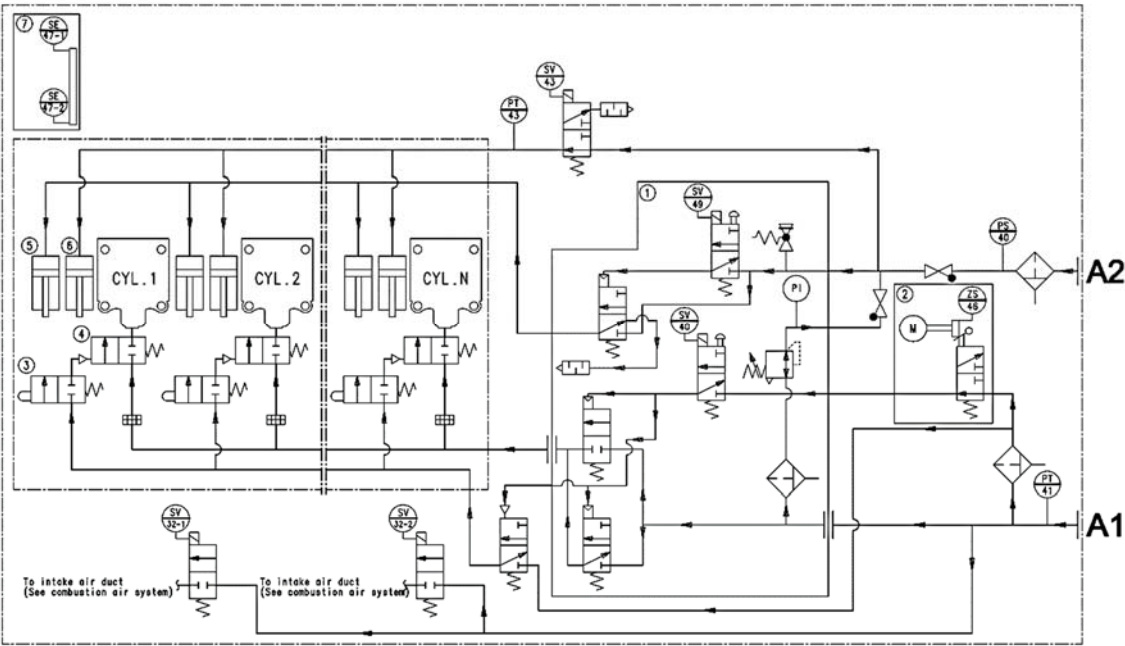 7
SE
47-1
SE
47-2
PT
43
SV
43
1
SV
49
PS
40
A2
5
6
CYL.1
CYL.2
CYL.N
PI
2
ZS
46
M
4
SV
40
3
PT
41
A1
SV
32-1
SV
32-2
To intake air duct
(See combustion air system)
To intake air duct
(See combustion air system)